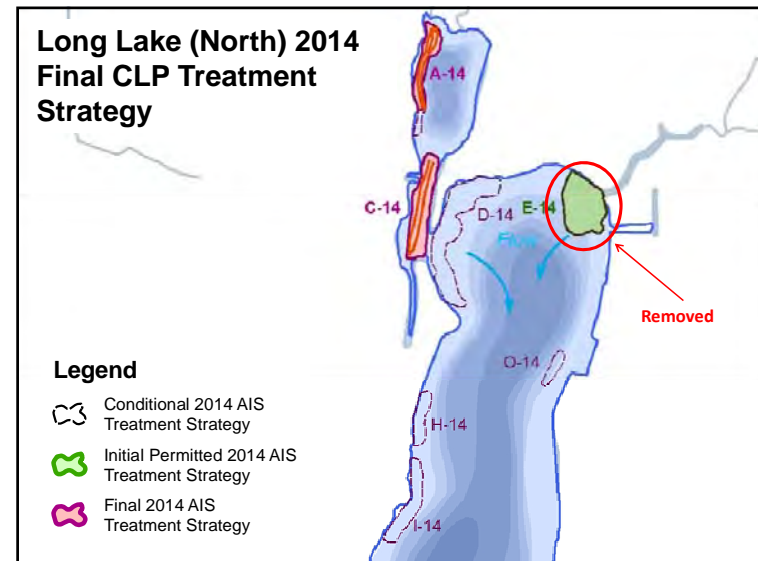 Long Lake (North) 2014
Final CLP Treatment
Strategy
A-14
C-14
D-14
E-14
Flow
Removed
O-14
H-14
I-14
Legend
Conditional 2014 AIS
Treatment Strategy
Initial Permitted 2014 AIS
Treatment Strategy
Final 2014 AIS
Treatment Strategy